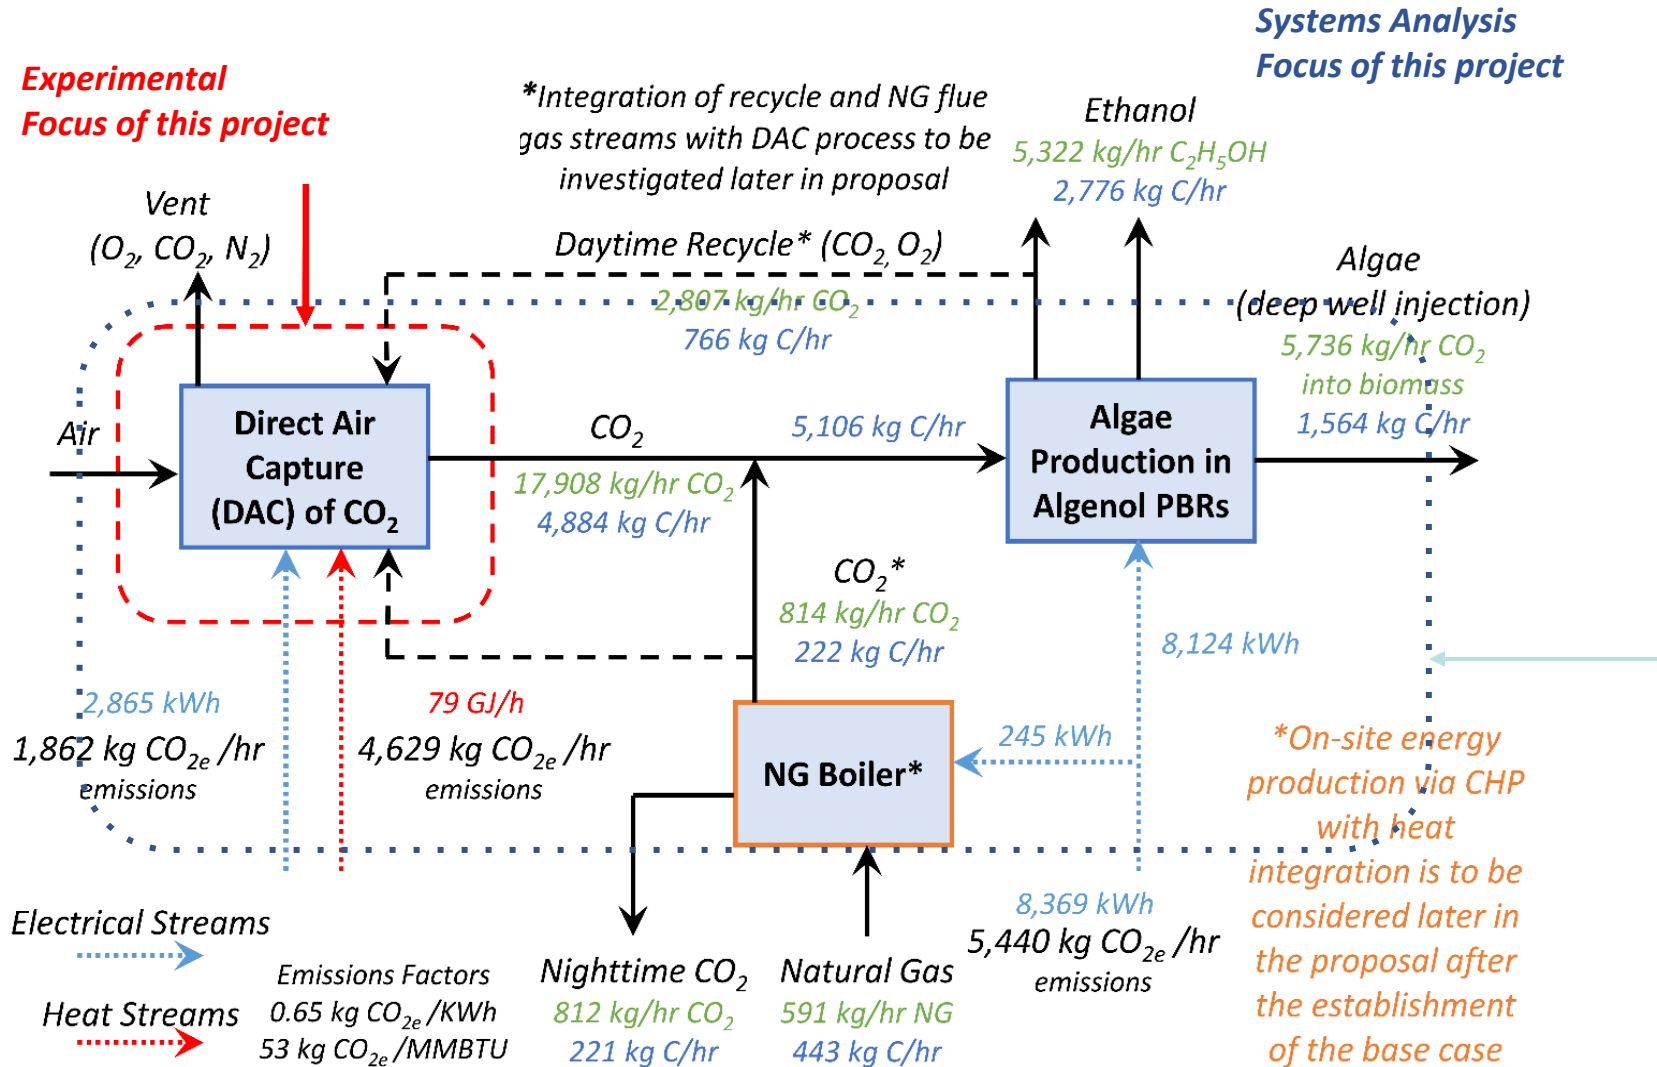 Systems Analysis
Focus of this project
Experimental
Focus of this project
*Integration of recycle and NG flue
gas streams with DAC process to be
investigated later in proposal
Ethanol
5,322 kg/hr C₂H₅OH
2,776 kg C/hr
Vent
(O₂, CO₂, N₂)
Daytime Recycle* (CO₂, O₂)
2,807 kg/hr CO₂
766 kg C/hr
Algae
(deep well injection)
5,736 kg/hr CO₂
into biomass
1,564 kg C/hr
Air
Direct Air
Capture
(DAC) of CO₂
CO₂
17,908 kg/hr CO₂
4,884 kg C/hr
5,106 kg C/hr
Algae
Production in
Algenol PBRs
CO₂*
814 kg/hr CO₂
222 kg C/hr
8,124 kWh
2,865 kWh
1,862 kg CO₂ₑ /hr
emissions
79 GJ/h
4,629 kg CO₂ₑ /hr
emissions
NG Boiler*
245 kWh
*On-site energy
production via CHP
with heat
integration is to be
considered later in
the proposal after
the establishment
of the base case
8,369 kWh
5,440 kg CO₂ₑ /hr
emissions
Electrical Streams
Heat Streams
Emissions Factors
0.65 kg CO₂ₑ /KWh
53 kg CO₂ₑ /MMBTU
Nighttime CO₂
812 kg/hr CO₂
221 kg C/hr
Natural Gas
591 kg/hr NG
443 kg C/hr